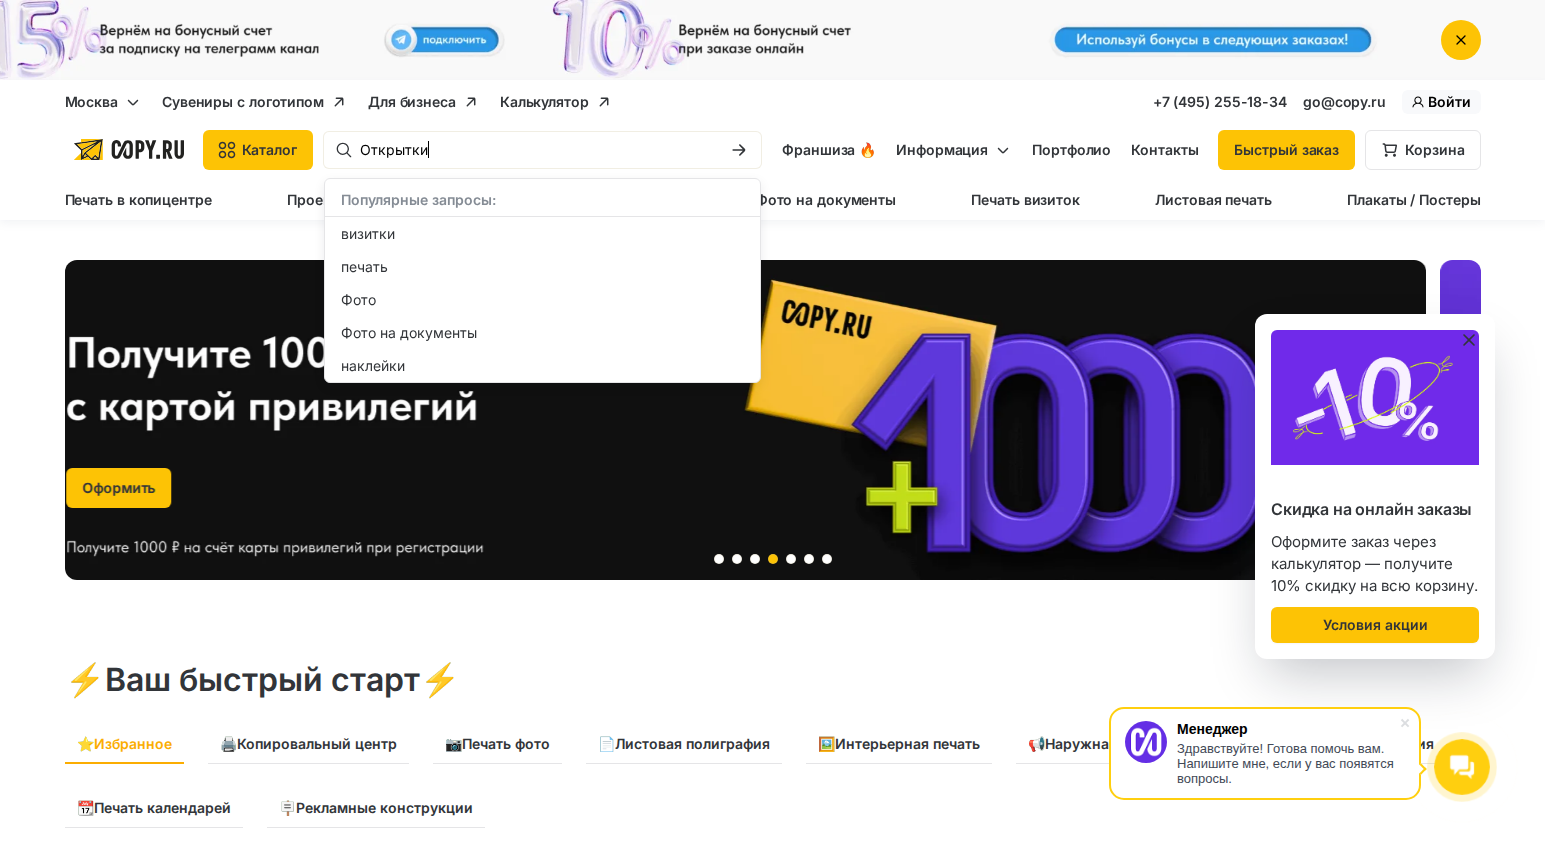 15%
Вернём на бонусный счет
за подписку на телеграмм канал
подключить
10%
Вернём на бонусный счет
при заказе онлайн
Используй бонусы в следующих заказах!
Москва
Сувениры с логотипом
Для бизнеса
Калькулятор
+7 (495) 255-18-34
go@copy.ru
Войти
COPY.RU
Каталог
Открытки
Франшиза 🔥
Информация
Портфолио
Контакты
Быстрый заказ
Корзина
Печать в копицентре
Фото на документы
Печать визиток
Листовая печать
Плакаты / Постеры
Популярные запросы:
визитки
печать
Фото
Фото на документы
наклейки
Получите
с картой привилегий
Оформить
Получите 1000 ₽ на счёт карты привилегий при регистрации
COPY.RU
+1000
-10%
Скидка на онлайн заказы
Оформите заказ через
калькулятор — получите
10% скидку на всю корзину.
Условия акции
⚡Ваш быстрый старт⚡
⭐Избранное
🖨️Копировальный центр
📷Печать фото
📄Листовая полиграфия
🖼️Интерьерная печать
📆Печать календарей
🪧Рекламные конструкции
Менеджер
Здравствуйте! Готова помочь вам.
Напишите мне, если у вас появятся
вопросы.